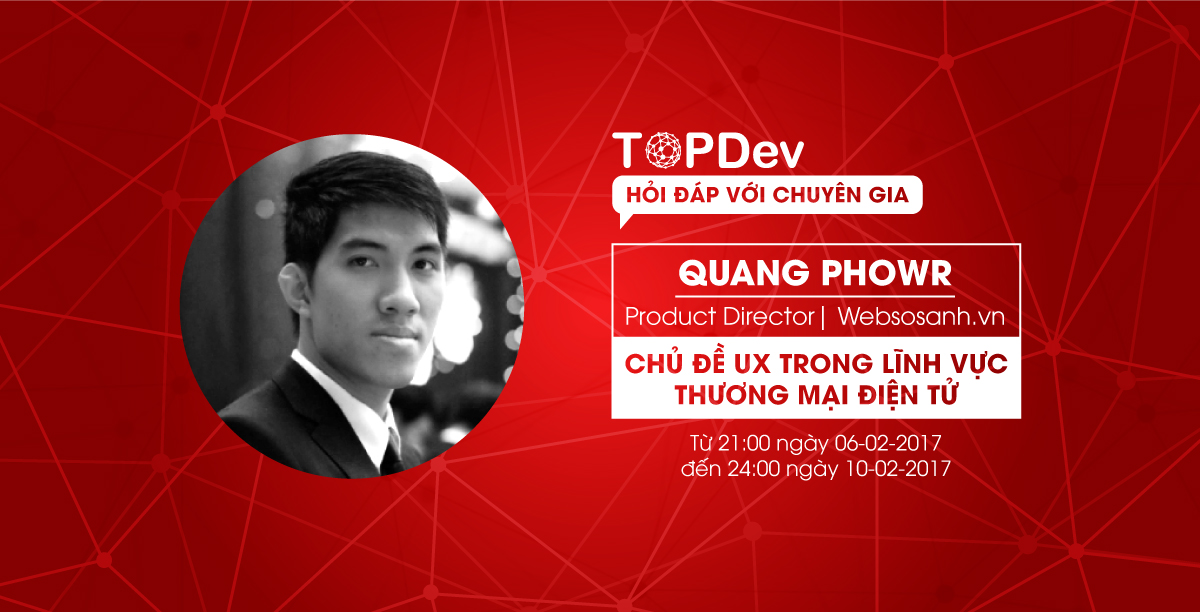 TOPDev
HỎI ĐÁP VỚI CHUYÊN GIA
QUANG PHOWR
Product Director| Websosanh.vn
CHỦ ĐỀ UX TRONG LĨNH VỰC
THƯƠNG MẠI ĐIỆN TỬ
Từ 21:00 ngày 06-02-2017
đến 24:00 ngày 10-02-2017